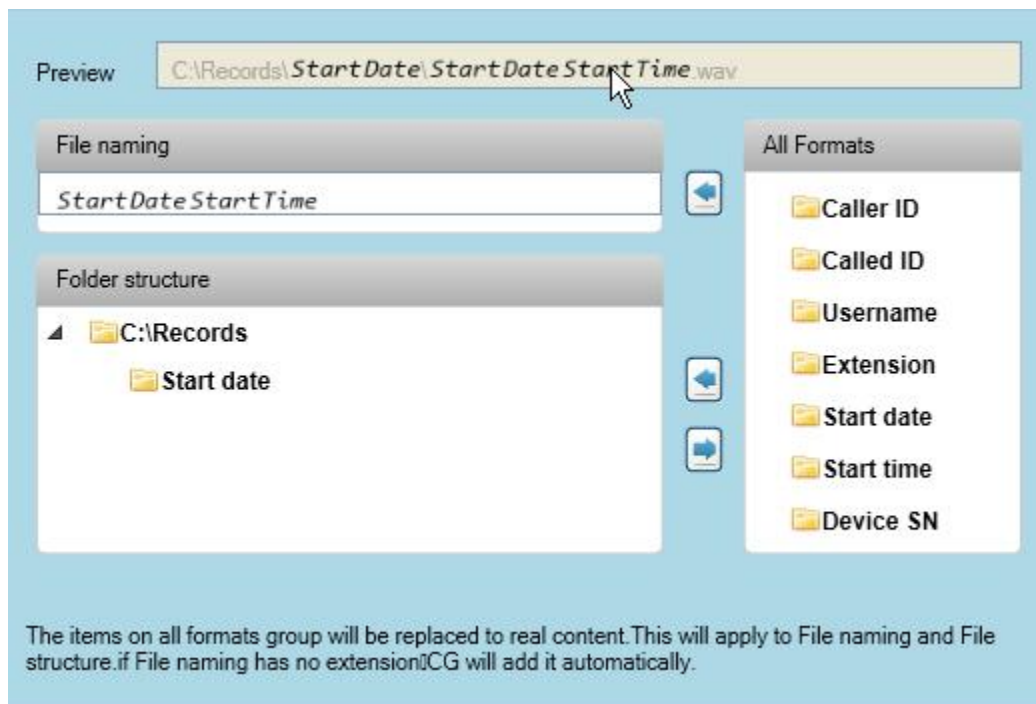 Preview
C:\Records\StartDate\StartDateStartTime.wav
File naming
StartDateStartTime
Folder structure
C:\Records
Start date
All Formats
Caller ID
Called ID
Username
Extension
Start date
Start time
Device SN
The items on all formats group will be replaced to real content.This will apply to File naming and File
structure.if File naming has no extension▯CG will add it automatically.